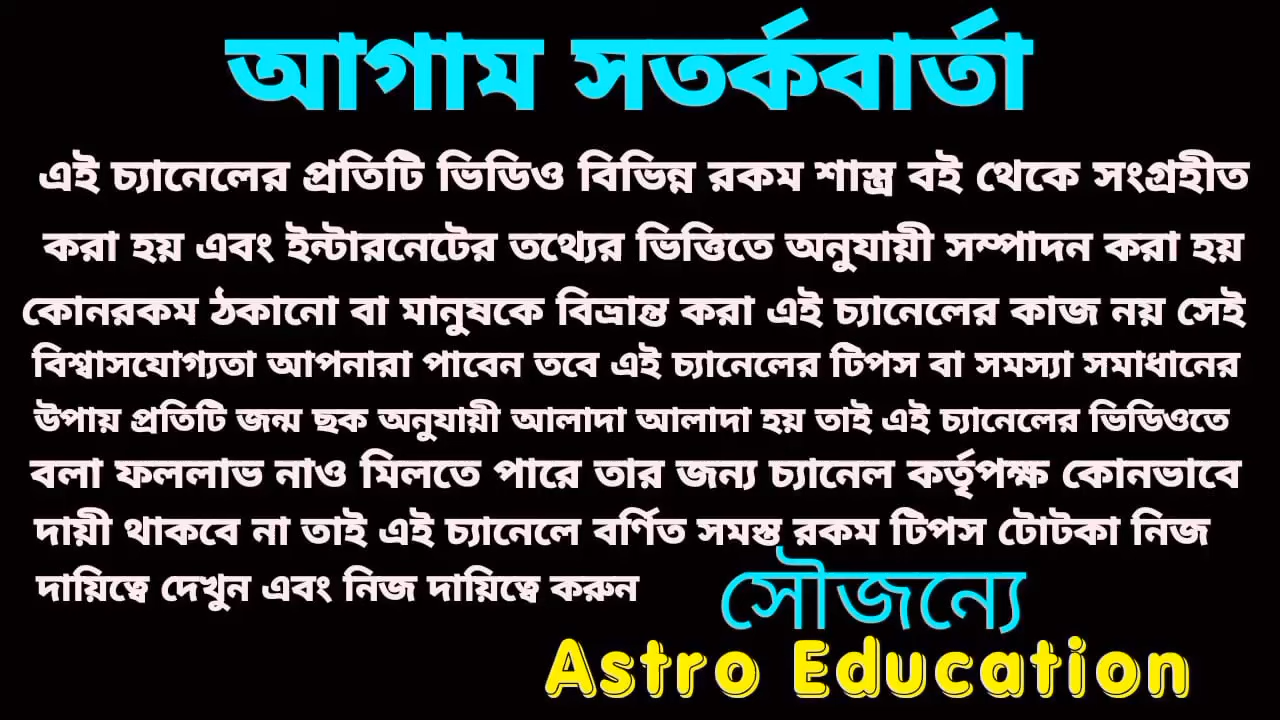 আগাম সতর্কবার্তা
এই চ্যানেলের প্রতিটি ভিডিও বিভিন্ন রকম শাস্ত্র বই থেকে সংগ্রহীত
করা হয় এবং ইন্টারনেটের তথ্যের ভিত্তিতে অনুযায়ী সম্পাদন করা হয়
কোনরকম ঠকানো বা মানুষকে বিভ্রান্ত করা এই চ্যানেলের কাজ নয় সেই
বিশ্বাসযোগ্যতা আপনারা পাবেন তবে এই চ্যানেলের টিপস বা সমস্যা সমাধানের
উপায় প্রতিটি জন্ম ছক অনুযায়ী আলাদা আলাদা হয় তাই এই চ্যানেলের ভিডিওতে
বলা ফললাভ নাও মিলতে পারে তার জন্য চ্যানেল কর্তৃপক্ষ কোনভাবে
দায়ী থাকবে না তাই এই চ্যানেলে বর্ণিত সমস্ত রকম টিপস টোটকা নিজ
দায়িত্বে দেখুন এবং নিজ দায়িত্বে করুন
সৌজন্যে
Astro Education